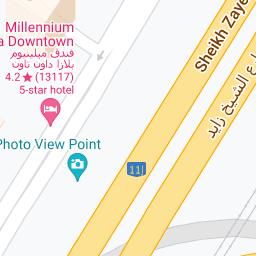 Millennium
a Downtown
فندق ميلينيوم
بلازا داون تاون
4.2★ (13117)
5-star hotel
Photo View Point
Sheikh Zaye
ارع الشيخ زايد
11